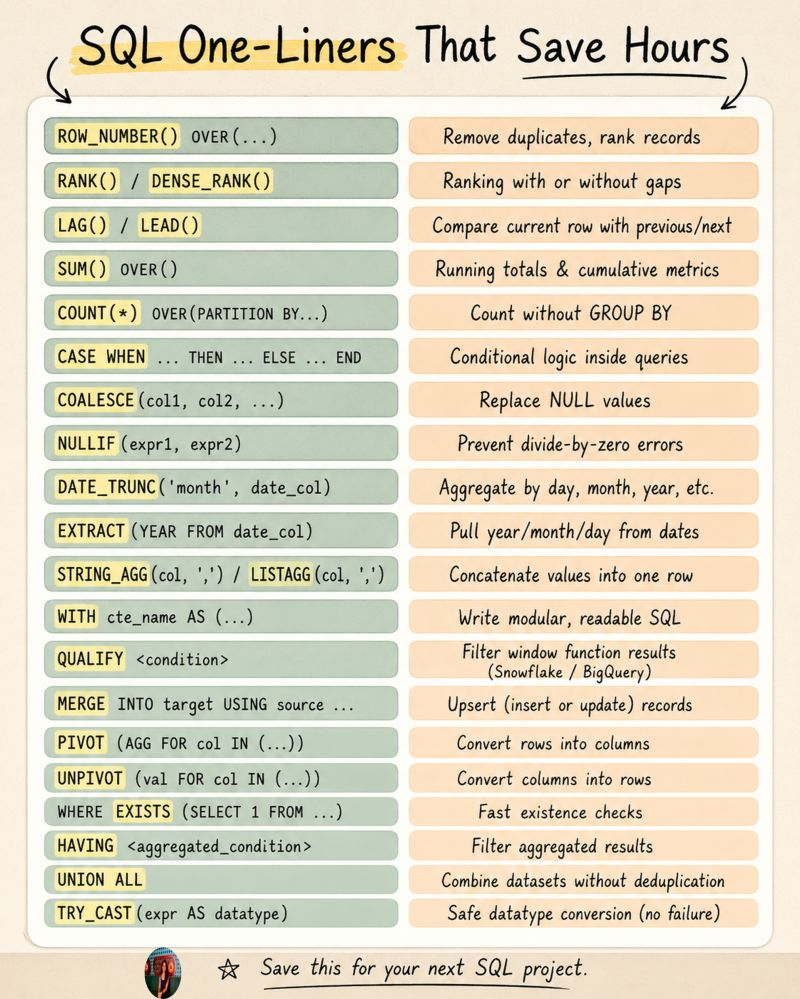 SQL One-Liners That Save Hours
ROW_NUMBER() OVER(...) Remove duplicates, rank records
RANK() / DENSE_RANK() Ranking with or without gaps
LAG() / LEAD() Compare current row with previous/next
SUM() OVER() Running totals & cumulative metrics
COUNT(*) OVER(PARTITION BY...) Count without GROUP BY
CASE WHEN ... THEN ... ELSE ... END Conditional logic inside queries
COALESCE(col1, col2, ...) Replace NULL values
NULLIF(expr1, expr2) Prevent divide-by-zero errors
DATE_TRUNC('month', date_col) Aggregate by day, month, year, etc.
EXTRACT(YEAR FROM date_col) Pull year/month/day from dates
STRING_AGG(col, ',') / LISTAGG(col, ',') Concatenate values into one row
WITH cte_name AS (...) Write modular, readable SQL
QUALIFY <condition> Filter window function results
(Snowflake / BigQuery)
MERGE INTO target USING source ... Upsert (insert or update) records
PIVOT (AGG FOR col IN (...)) Convert rows into columns
UNPIVOT (val FOR col IN (...)) Convert columns into rows
WHERE EXISTS (SELECT 1 FROM ...) Fast existence checks
HAVING <aggregated_condition> Filter aggregated results
UNION ALL Combine datasets without deduplication
TRY_CAST(expr AS datatype) Safe datatype conversion (no failure)
Save this for your next SQL project.